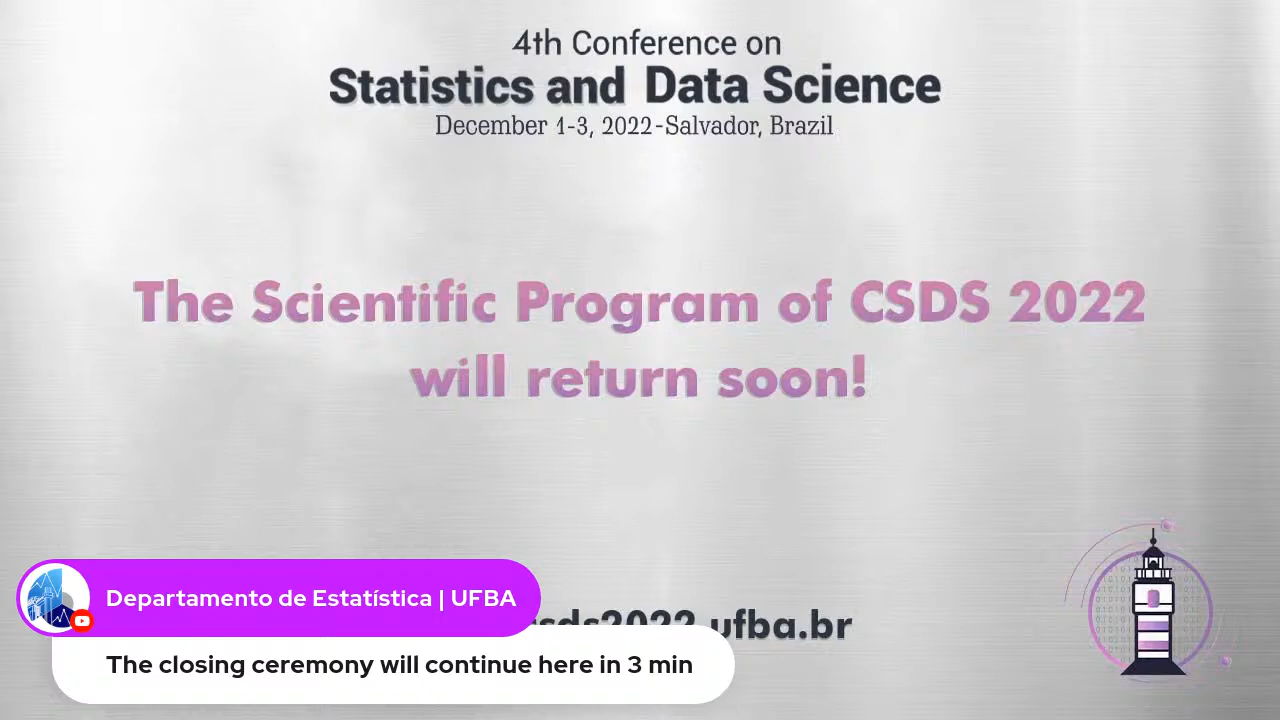 4th Conference on
Statistics and Data Science
December 1-3, 2022-Salvador, Brazil
The Scientific Program of CSDS 2022
will return soon!
ufba.br
Departamento de Estatística | UFBA
The closing ceremony will continue here in 3 min